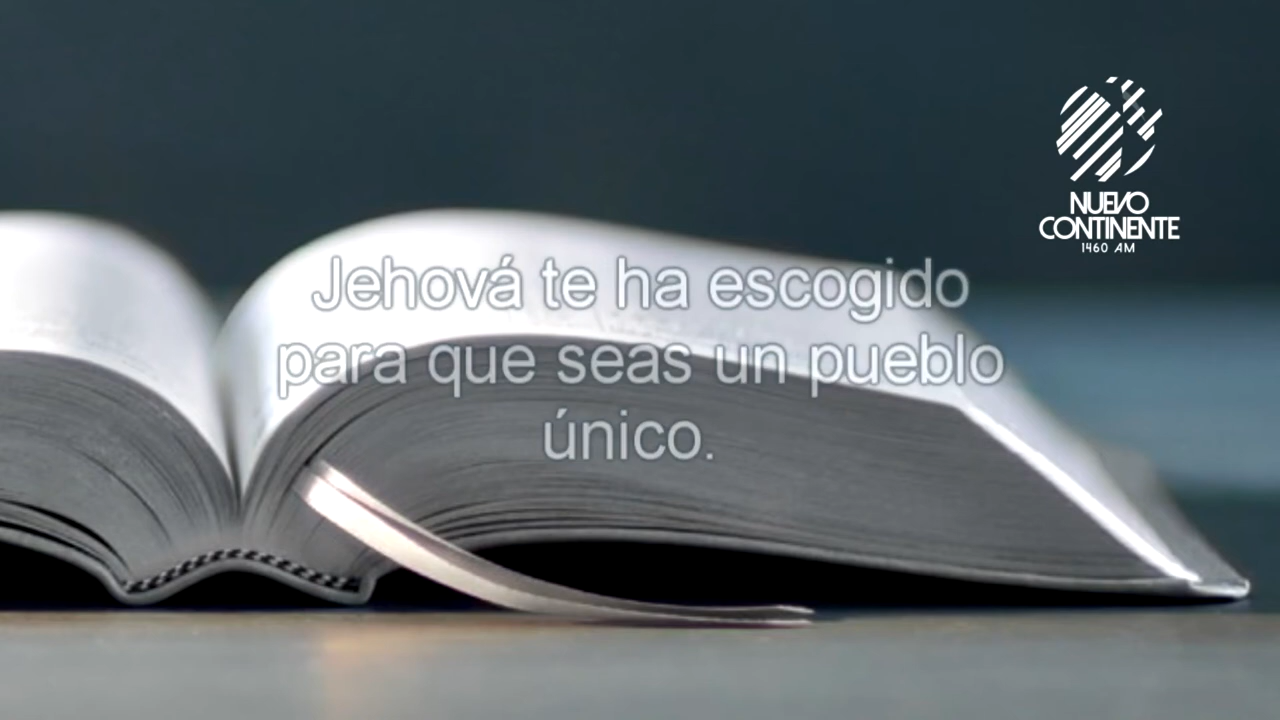 NUEVO
CONTINENTE
1460 AM
Jehová te ha escogido
para que seas un pueblo
único.